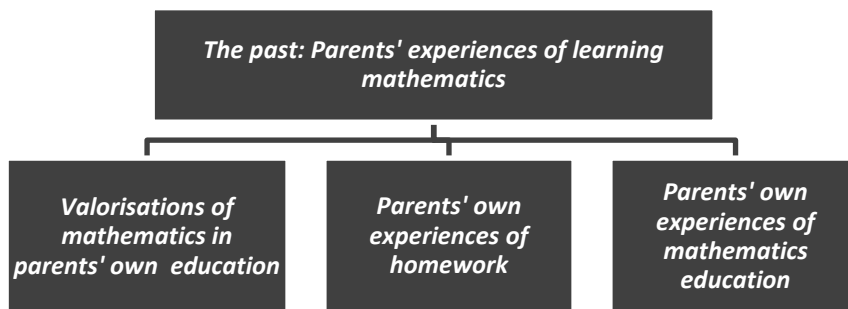 The past: Parents' experiences of learning
mathematics
Valorisations of
mathematics in
parents' own education
Parents' own
experiences of
homework
Parents' own
experiences of
mathematics
education